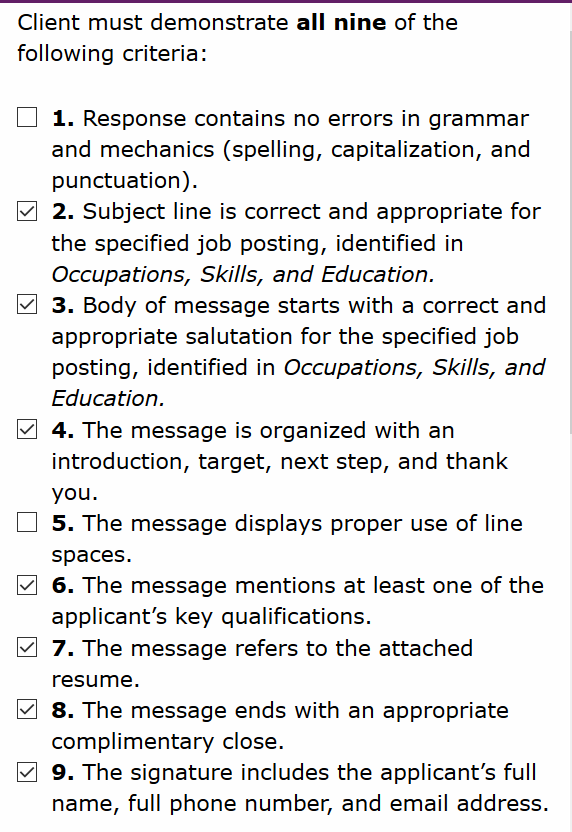 Client must demonstrate all nine of the
following criteria:
1. Response contains no errors in grammar
and mechanics (spelling, capitalization, and
punctuation).
2. Subject line is correct and appropriate for
the specified job posting, identified in
Occupations, Skills, and Education.
3. Body of message starts with a correct and
appropriate salutation for the specified job
posting, identified in Occupations, Skills, and
Education.
4. The message is organized with an
introduction, target, next step, and thank
you.
5. The message displays proper use of line
spaces.
6. The message mentions at least one of the
applicant’s key qualifications.
7. The message refers to the attached
resume.
8. The message ends with an appropriate
complimentary close.
9. The signature includes the applicant’s full
name, full phone number, and email address.